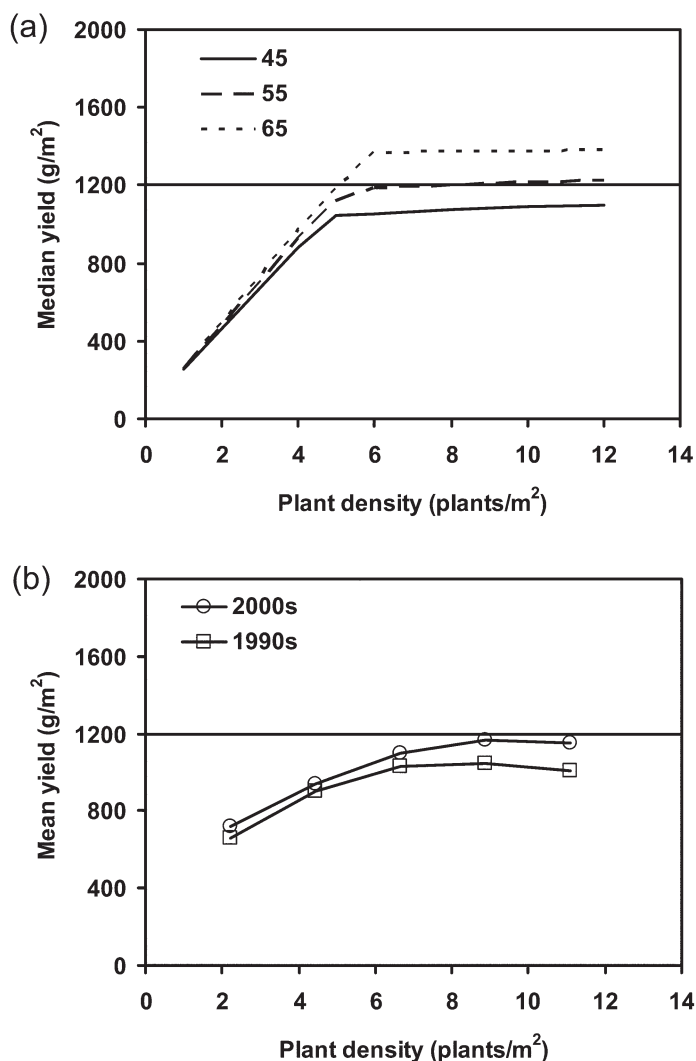 (a)
2000
1600
1200
800
400
0
45
55
65
Median yield (g/m²)
0 2 4 6 8 10 12 14
Plant density (plants/m²)
(b)
2000
1600
1200
800
400
0
2000s
1990s
Mean yield (g/m²)
0 2 4 6 8 10 12 14
Plant density (plants/m²)